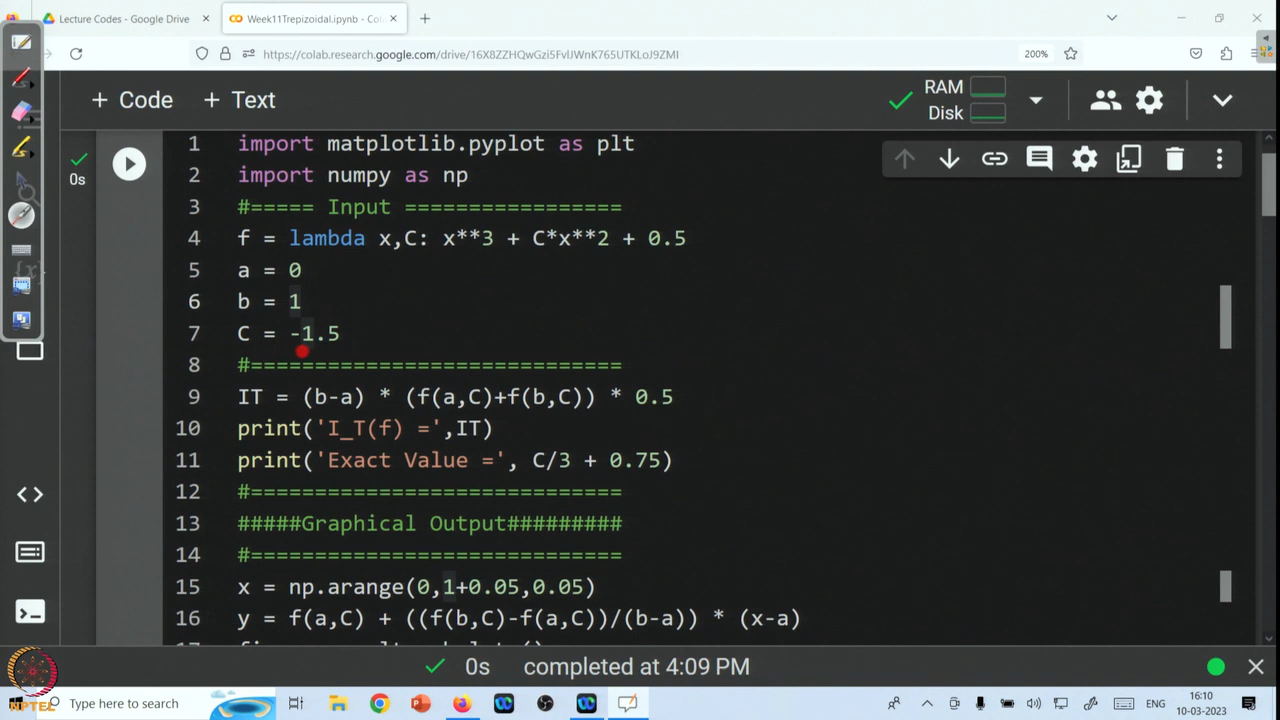 Lecture Codes - Google Drive
Week11Trepizoidal.ipynb - Col
https://colab.research.google.com/drive/16X8ZZHQwGzi5FvlJWnK765UTKLoJ9ZMI
200%
+ Code + Text
RAM
Disk
0s
1 import matplotlib.pyplot as plt
2 import numpy as np
3 #===== Input =================
4 f = lambda x,C: x**3 + C*x**2 + 0.5
5 a = 0
6 b = 1
7 C = -1.5
8 #=============================
9 IT = (b-a) * (f(a,C)+f(b,C)) * 0.5
10 print('I_T(f) =',IT)
11 print('Exact Value =', C/3 + 0.75)
12 #=============================
13 #####Graphical Output#########
14 #=============================
15 x = np.arange(0,1+0.05,0.05)
16 y = f(a,C) + ((f(b,C)-f(a,C))/(b-a)) * (x-a)
0s completed at 4:09 PM
NPTEL
Type here to search
ENG
16:10
10-03-2023